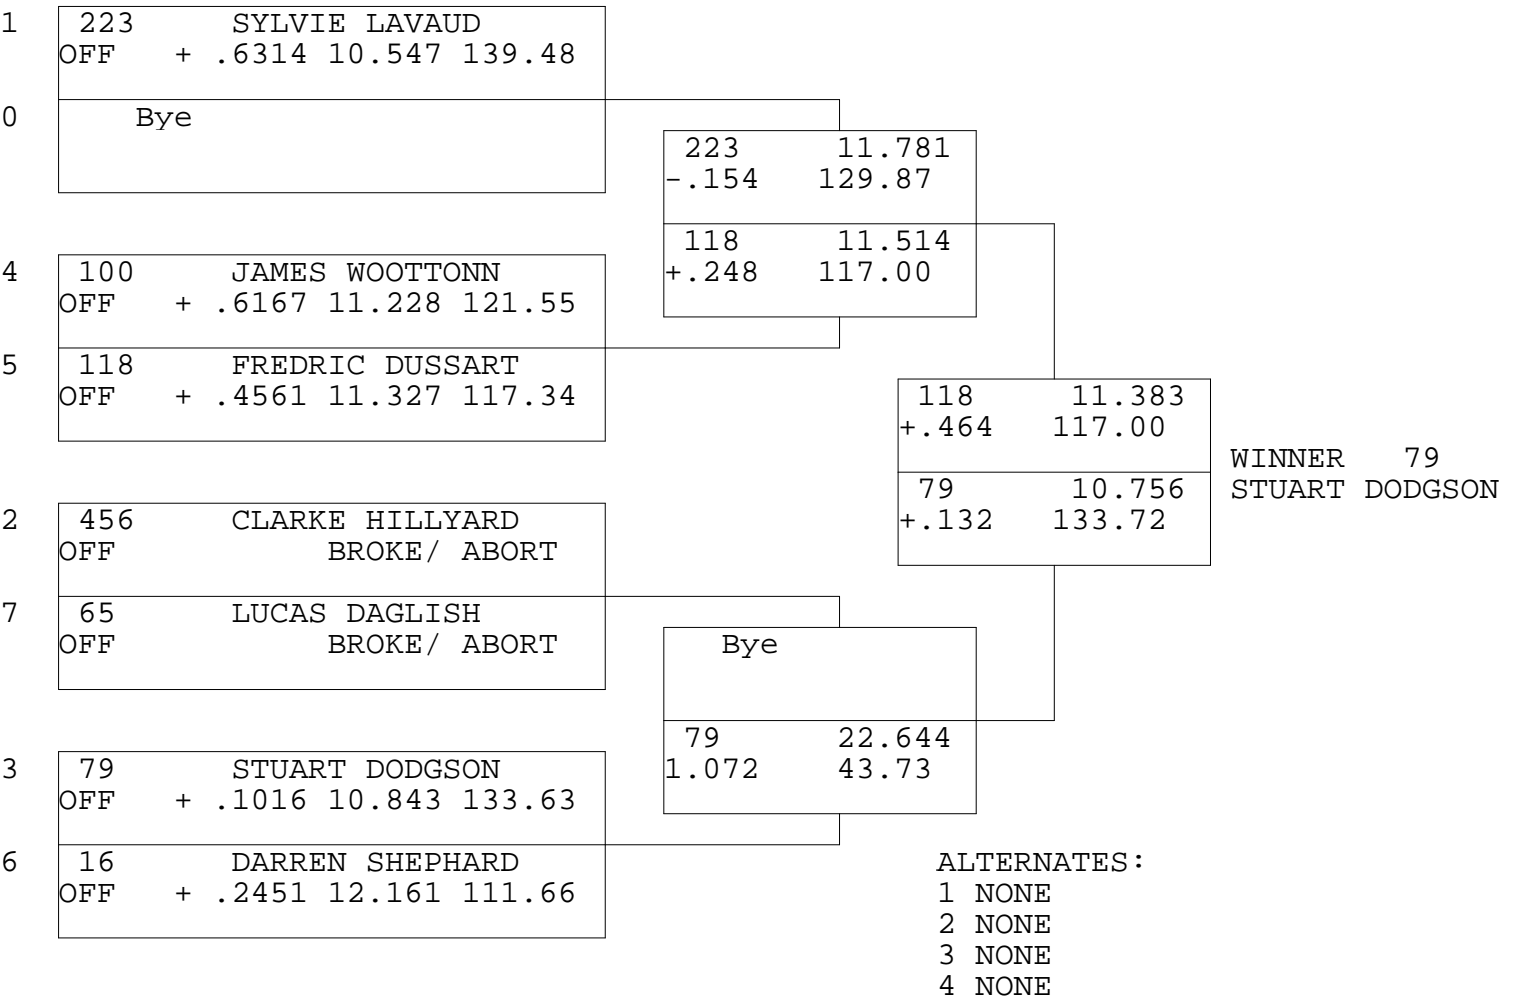 1 223 SYLVIE LAVAUD
OFF + .6314 10.547 139.48
0 Bye
4 100 JAMES WOOTTONN
OFF + .6167 11.228 121.55
5 118 FREDRIC DUSSART
OFF + .4561 11.327 117.34
2 456 CLARKE HILLYARD
OFF BROKE/ ABORT
7 65 LUCAS DAGLISH
OFF BROKE/ ABORT
3 79 STUART DODGSON
OFF + .1016 10.843 133.63
6 16 DARREN SHEPHARD
OFF + .2451 12.161 111.66
223 11.781
-.154 129.87
118 11.514
+.248 117.00
Bye
79 22.644
1.072 43.73
118 11.383
+.464 117.00
79 10.756
+.132 133.72
WINNER 79
STUART DODGSON
ALTERNATES:
1 NONE
2 NONE
3 NONE
4 NONE